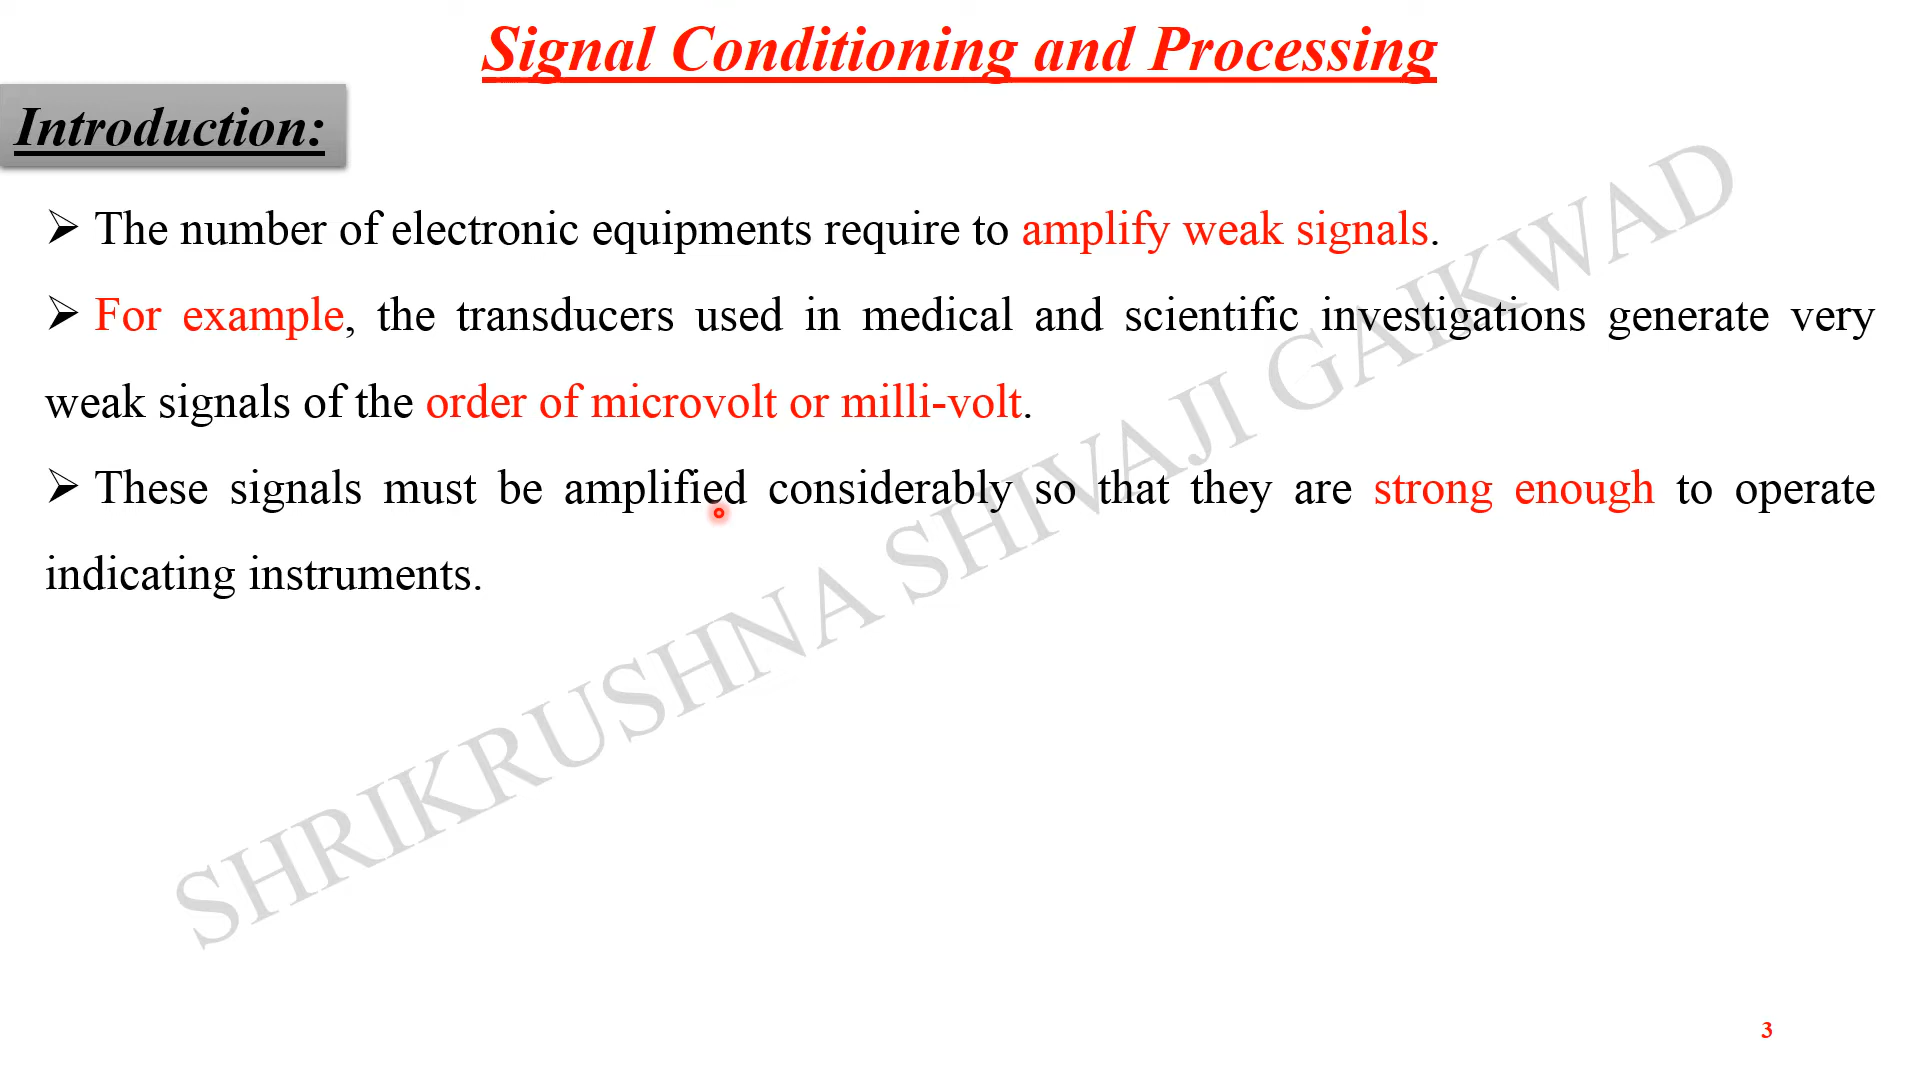 Signal Conditioning and Processing
Introduction:
➢ The number of electronic equipments require to amplify weak signals.
➢ For example, the transducers used in medical and scientific investigations generate very
weak signals of the order of microvolt or milli-volt.
➢ These signals must be amplified considerably so that they are strong enough to operate
indicating instruments.
SHRIKRUSHNA SHIVAJI GAIKWAD
3